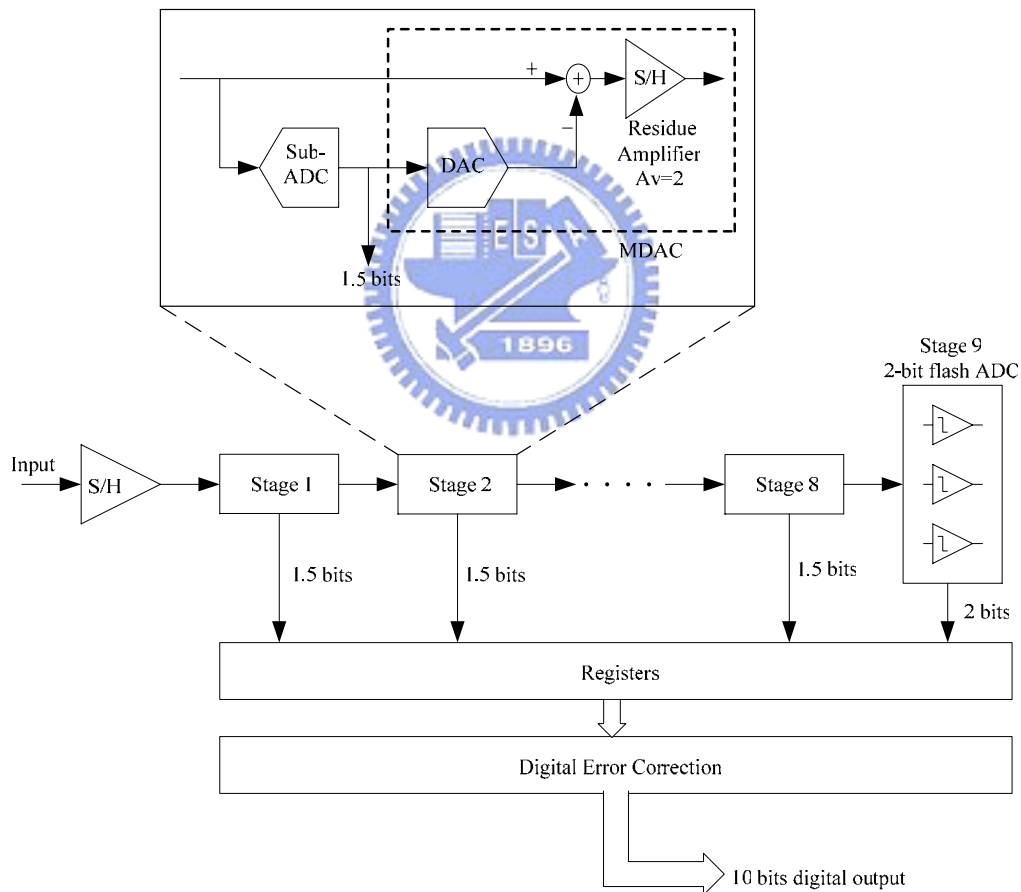 +
+
S/H
−
Residue
Amplifier
Av=2
Sub-
ADC
DAC
E S
MDAC
1.5 bits
1896
Stage 9
2-bit flash ADC
Input
S/H
Stage 1
Stage 2
. . . . .
Stage 8
1.5 bits
1.5 bits
1.5 bits
2 bits
Registers
Digital Error Correction
10 bits digital output